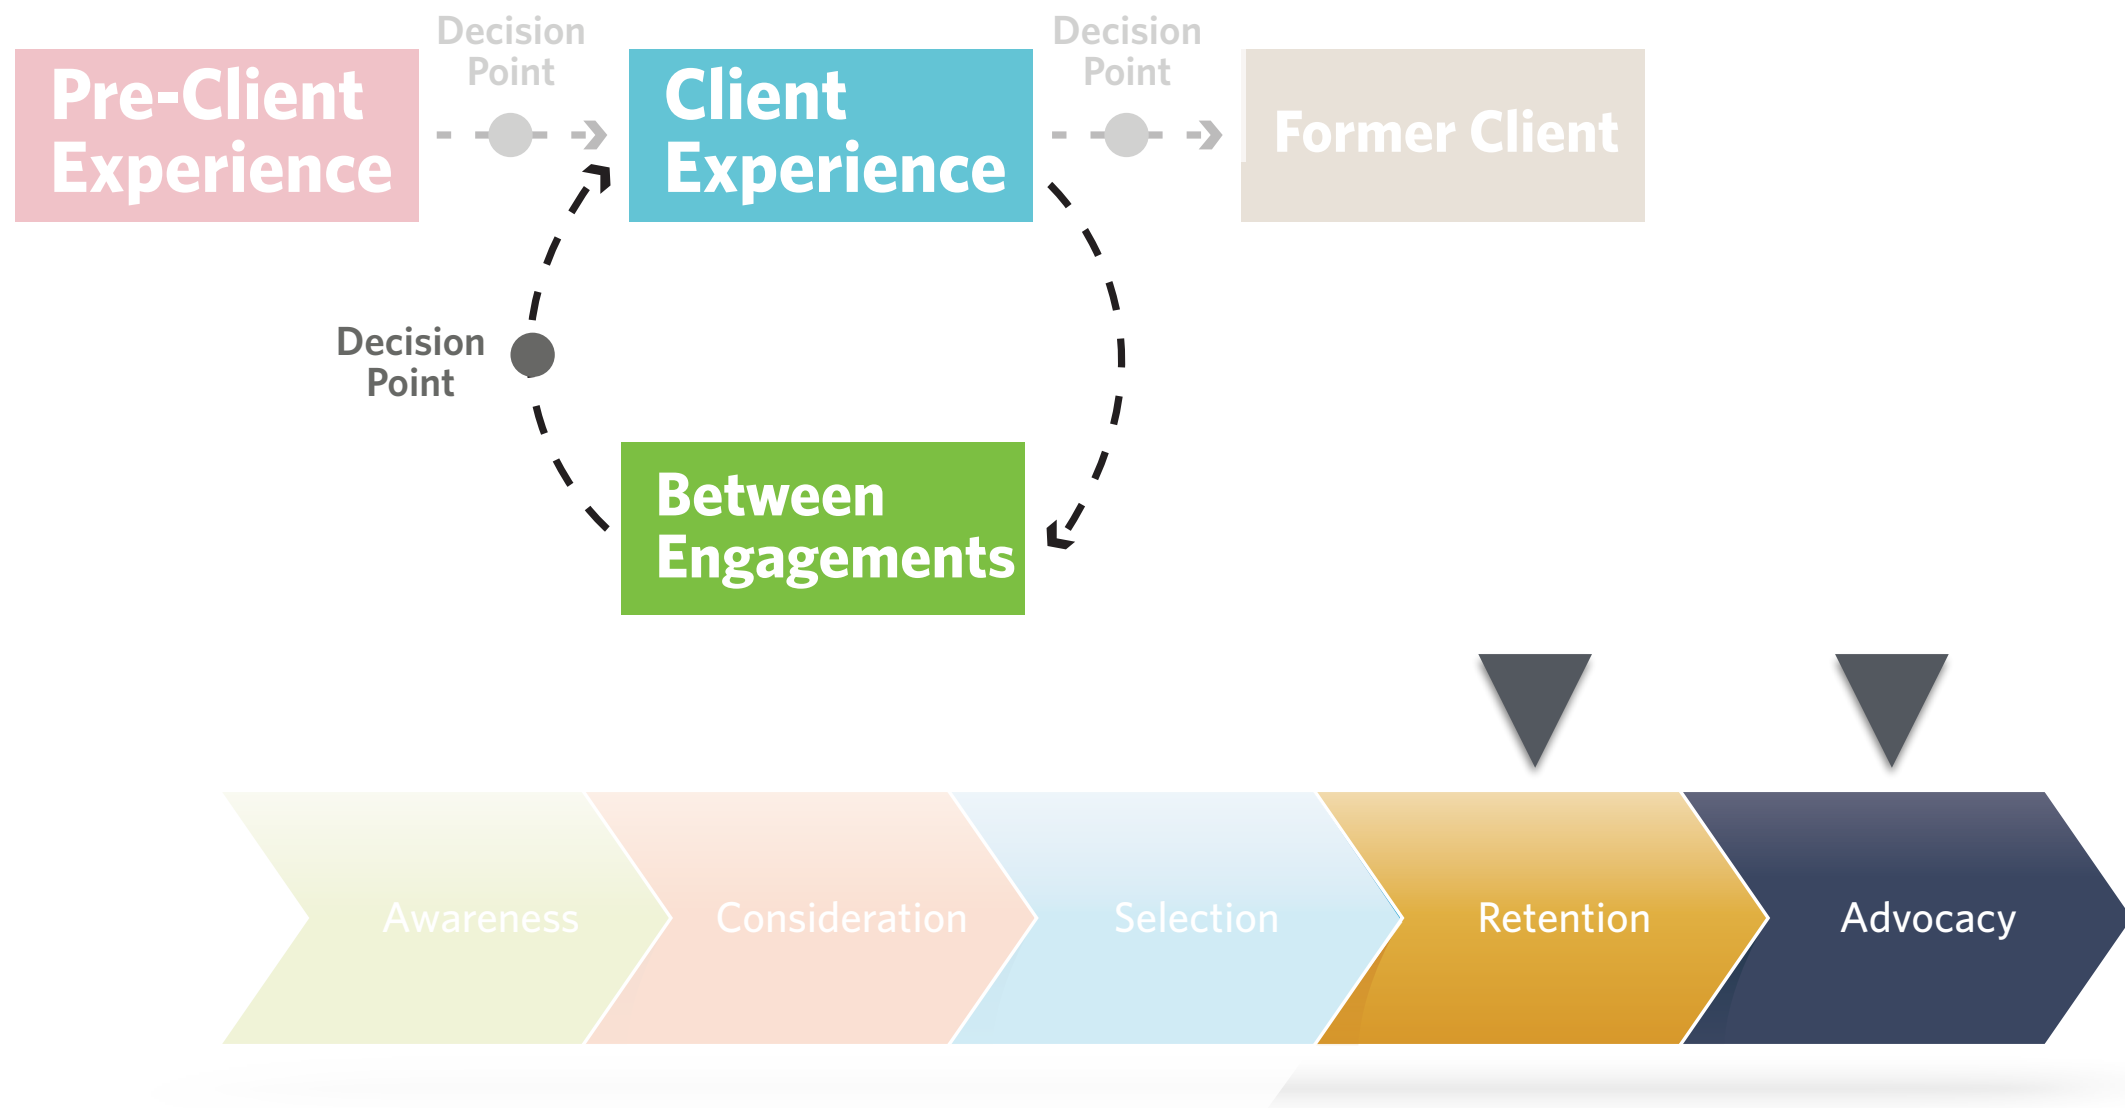 Decision
Point
Decision
Point
Pre-Client
Experience
Client
Experience
Former Client
Decision
Point
Between
Engagements
Awareness
Consideration
Selection
Retention
Advocacy